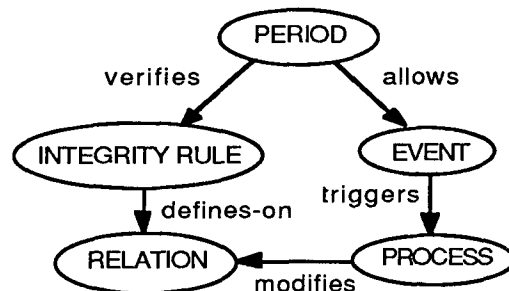 PERIOD
verifies
allows
INTEGRITY RULE
EVENT
triggers
defines-on
RELATION
PROCESS
modifies